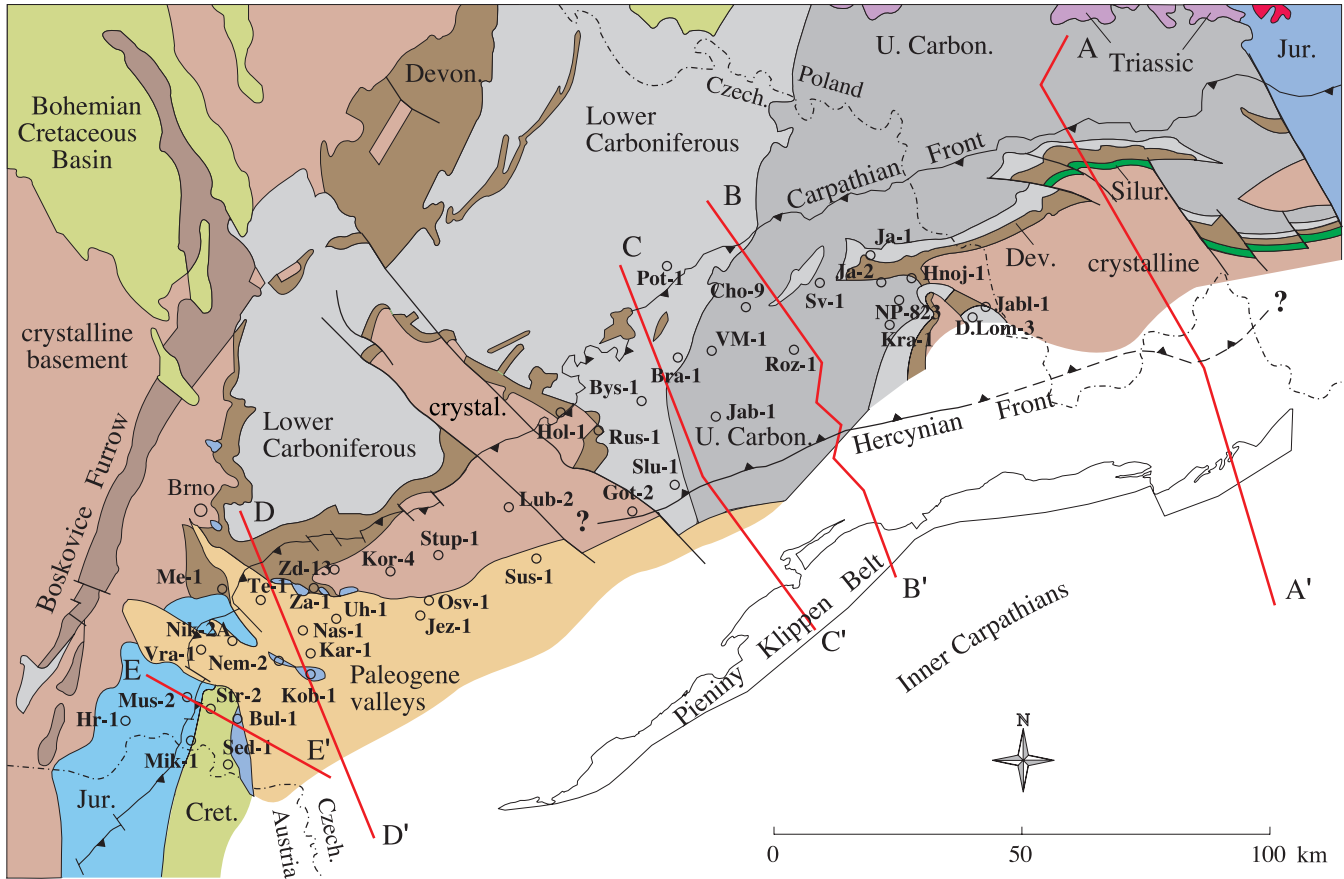 U. Carbon.
A
Triassic
Jur.
Devon.
Poland
Czech.
Bohemian
Cretaceous
Basin
Lower
Carboniferous
Carpathian Front
B
Silur.
C
Pot-1
Ja-1
Ja-2
Hnoj-1
Dev.
crystalline
Cho-9
Sv-1
NP-823
Jabl-1
D.Lom-3
?
Kra-1
crystalline
basement
VM-1
Roz-1
Bra-1
Bys-1
crystal.
Jab-1
U. Carbon.
Hercynian Front
Lower
Carboniferous
Hol-1
Rus-1
Slu-1
Got-2
Boskovice Furrow
Brno
D
Lub-2
?
Stup-1
Kor-4
Zd-13
Sus-1
Me-1
Te-1
Za-1
Uh-1
Osv-1
Jez-1
B'
A'
C'
Pieniny Klippen Belt
Inner Carpathians
Nik-2A
Nas-1
Vra-1
Nem-2
Kar-1
Paleogene
valleys
E
Kob-1
Mus-2
Str-2
Hr-1
Bul-1
Mik-1
Sed-1
E'
N
Jur.
Cret.
Czech.
Austria
D'
0 50 100 km